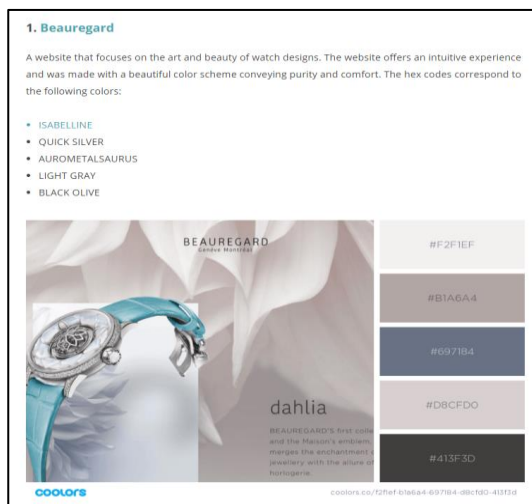 1. Beauregard
A website that focuses on the art and beauty of watch designs. The website offers an intuitive experience
and was made with a beautiful color scheme conveying purity and comfort. The hex codes correspond to
the following colors:
• ISABELLINE
• QUICK SILVER
• AUROMETALSAURUS
• LIGHT GRAY
• BLACK OLIVE
BEAUREGARD
Genève Montréal
dahlia
BEAUREGARD'S first colle
and the Maison's emblem,
merges the enchantment o
jewellery with the allure of
horlogerie.
#F2F1EF
#B1A6A4
#697184
#D8CFD0
#413F3D
coolors
coolors.co/f2f1ef-b1a6a4-697184-d8cfd0-413f3d